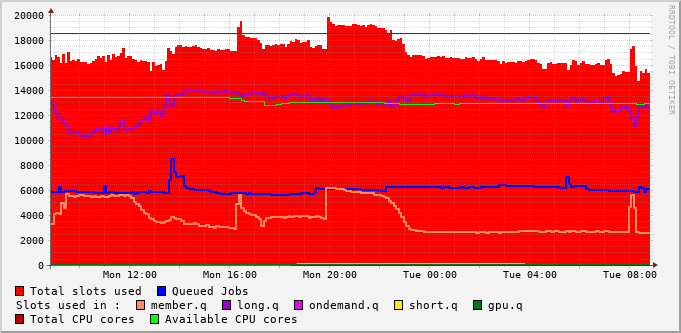 RRDTOOL / TOBI OETIKER
20000
18000
16000
14000
12000
10000
8000
6000
4000
2000
0
Mon 12:00 Mon 16:00 Mon 20:00 Tue 00:00 Tue 04:00 Tue 08:00
Total slots used Queued Jobs
Slots used in : member.q long.q ondemand.q short.q gpu.q
Total CPU cores Available CPU cores